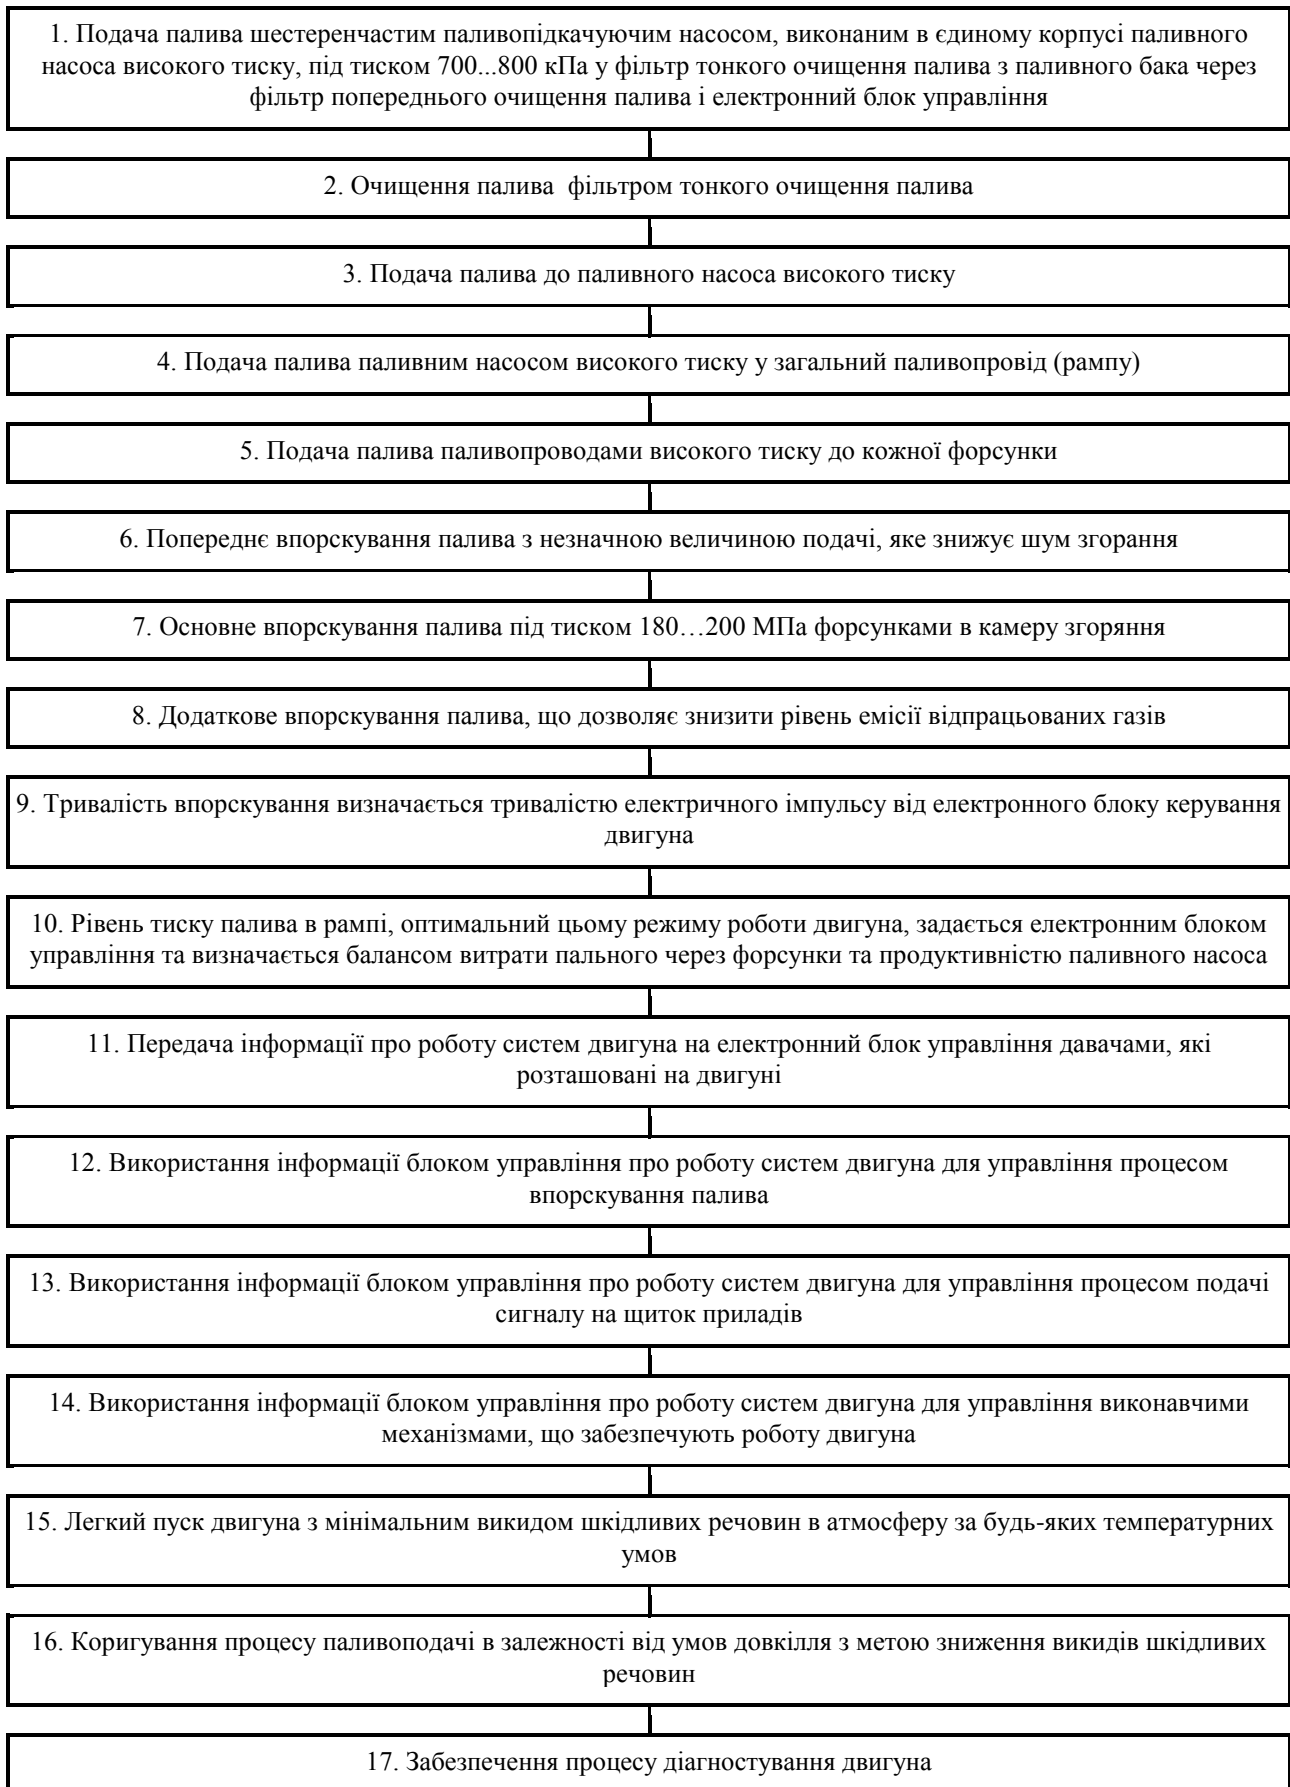 1. Подача палива шестеренчастим паливопідкачуючим насосом, виконаним в єдиному корпусі паливного
насоса високого тиску, під тиском 700...800 кПа у фільтр тонкого очищення палива з паливного бака через
фільтр попереднього очищення палива і електронний блок управління
2. Очищення палива фільтром тонкого очищення палива
3. Подача палива до паливного насоса високого тиску
4. Подача палива паливним насосом високого тиску у загальний паливопровід (рампу)
5. Подача палива паливопроводами високого тиску до кожної форсунки
6. Попереднє впорскування палива з незначною величиною подачі, яке знижує шум згорання
7. Основне впорскування палива під тиском 180…200 МПа форсунками в камеру згоряння
8. Додаткове впорскування палива, що дозволяє знизити рівень емісії відпрацьованих газів
9. Тривалість впорскування визначається тривалістю електричного імпульсу від електронного блоку керування
двигуна
10. Рівень тиску палива в рампі, оптимальний цьому режиму роботи двигуна, задається електронним блоком
управління та визначається балансом витрати пального через форсунки та продуктивністю паливного насоса
11. Передача інформації про роботу систем двигуна на електронний блок управління давачами, які
розташовані на двигуні
12. Використання інформації блоком управління про роботу систем двигуна для управління процесом
впорскування палива
13. Використання інформації блоком управління про роботу систем двигуна для управління процесом подачі
сигналу на щиток приладів
14. Використання інформації блоком управління про роботу систем двигуна для управління виконавчими
механізмами, що забезпечують роботу двигуна
15. Легкий пуск двигуна з мінімальним викидом шкідливих речовин в атмосферу за будь-яких температурних
умов
16. Коригування процесу паливоподачі в залежності від умов довкілля з метою зниження викидів шкідливих
речовин
17. Забезпечення процесу діагностування двигуна